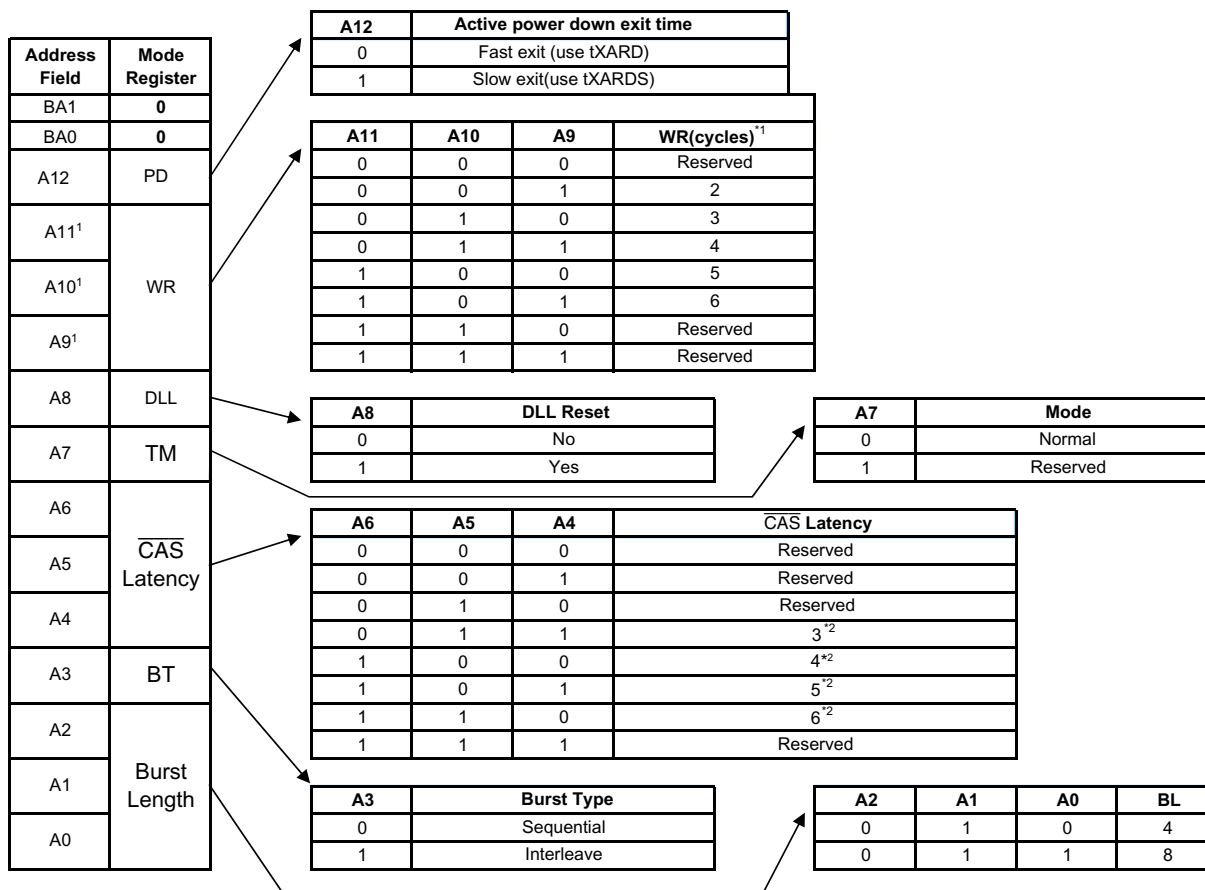 Address Field | Mode Register
BA1 | 0
BA0 | 0
A12 | PD
A11¹ | WR
A10¹
A9¹
A8 | DLL
A7 | TM
A6 | C̅A̅S̅ Latency
A5
A4
A3 | BT
A2 | Burst Length
A1
A0
A12 | Active power down exit time
0 | Fast exit (use tXARD)
1 | Slow exit(use tXARDS)
A11 | A10 | A9 | WR(cycles)*1
0 | 0 | 0 | Reserved
0 | 0 | 1 | 2
0 | 1 | 0 | 3
0 | 1 | 1 | 4
1 | 0 | 0 | 5
1 | 0 | 1 | 6
1 | 1 | 0 | Reserved
1 | 1 | 1 | Reserved
A8 | DLL Reset
0 | No
1 | Yes
A7 | Mode
0 | Normal
1 | Reserved
A6 | A5 | A4 | C̅A̅S̅ Latency
0 | 0 | 0 | Reserved
0 | 0 | 1 | Reserved
0 | 1 | 0 | Reserved
0 | 1 | 1 | 3*2
1 | 0 | 0 | 4*2
1 | 0 | 1 | 5*2
1 | 1 | 0 | 6*2
1 | 1 | 1 | Reserved
A3 | Burst Type
0 | Sequential
1 | Interleave
A2 | A1 | A0 | BL
0 | 1 | 0 | 4
0 | 1 | 1 | 8